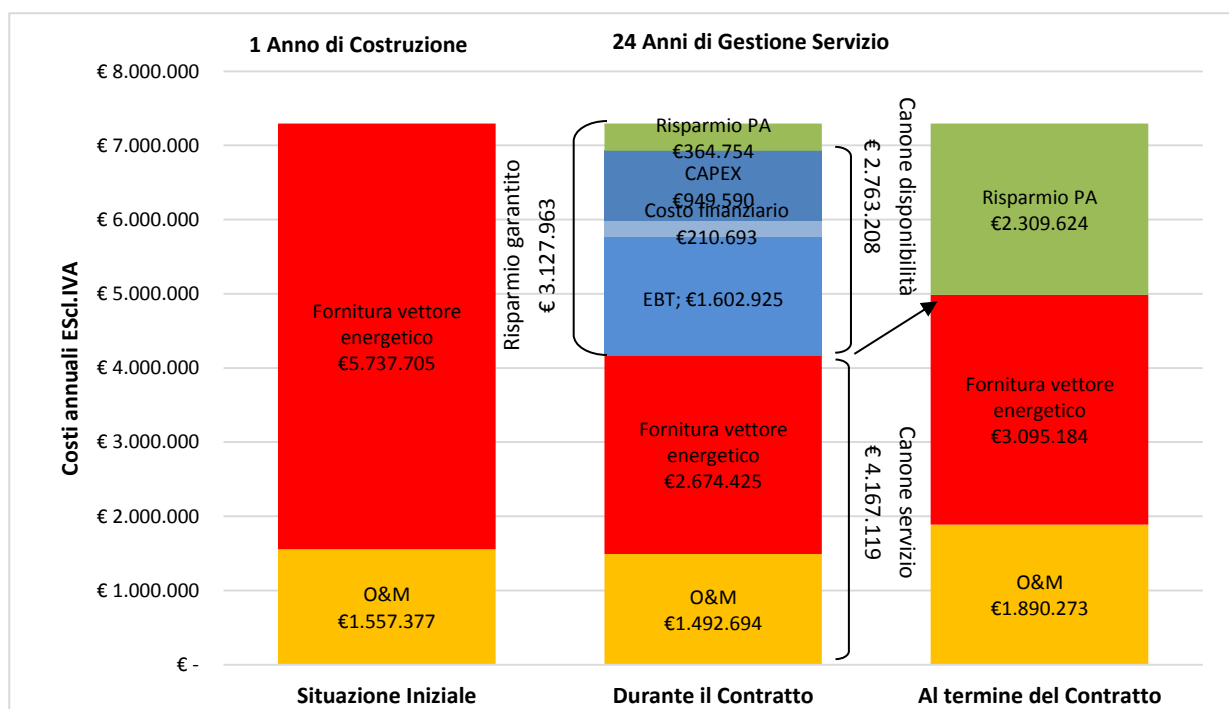 1 Anno di Costruzione
24 Anni di Gestione Servizio
€ 8.000.000
€ 7.000.000
€ 6.000.000
€ 5.000.000
€ 4.000.000
€ 3.000.000
€ 2.000.000
€ 1.000.000
€ -
Costi annuali EScl.IVA
Fornitura vettore
energetico
€5.737.705
O&M
€1.557.377
Situazione Iniziale
Risparmio garantito
€ 3.127.963
Risparmio PA
€364.754
CAPEX
€949.590
Costo finanziario
€210.693
EBT; €1.602.925
Fornitura vettore
energetico
€2.674.425
O&M
€1.492.694
Durante il Contratto
Canone disponibilità
€ 2.763.208
Canone servizio
€ 4.167.119
Risparmio PA
€2.309.624
Fornitura vettore
energetico
€3.095.184
O&M
€1.890.273
Al termine del Contratto